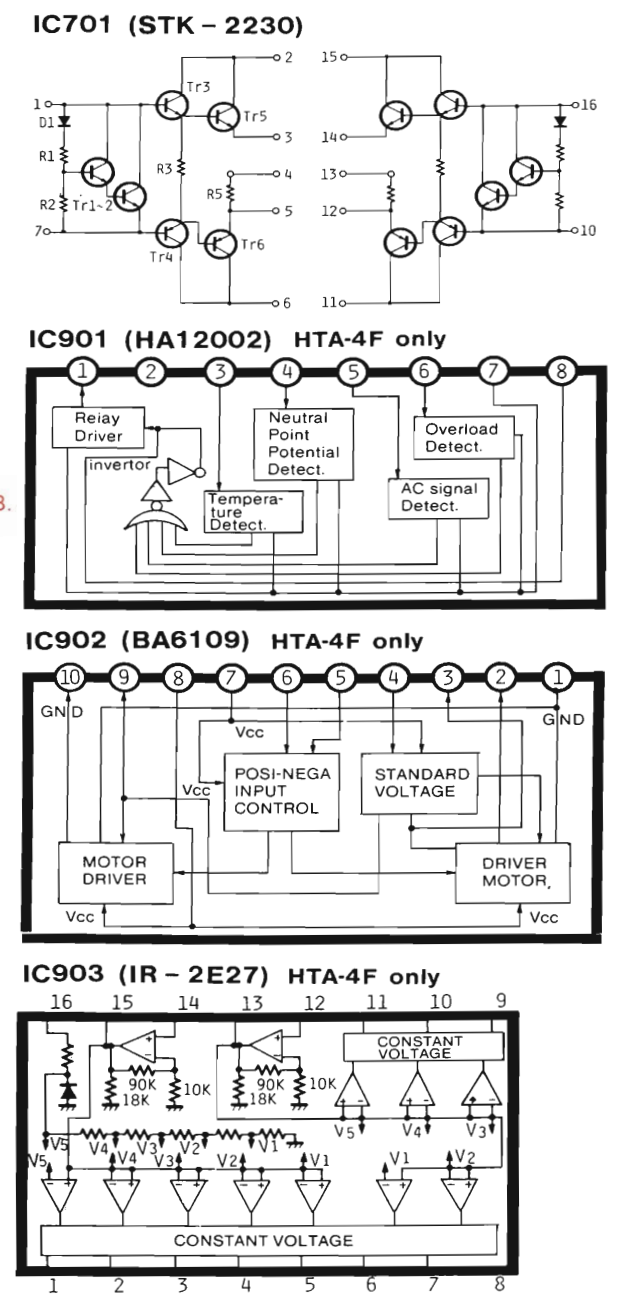 IC701 (STK - 2230)
Tr3
2
15
1
D1
Tr5
16
3
14
R1
R3
4
13
R2
Tr1~2
R5
5
12
7
Tr4
Tr6
10
6
11
IC901 (HA12002) HTA-4F only
1 2 3 4 5 6 7 8
Relay
Driver
Neutral
Point
Potential
Detect.
Overload
Detect.
invertor
Tempera-
ture
Detect.
AC signal
Detect.
3.
IC902 (BA6109) HTA-4F only
10 9 8 7 6 5 4 3 2 1
GND
GND
Vcc
Vcc
POSI-NEGA
INPUT
CONTROL
STANDARD
VOLTAGE
MOTOR
DRIVER
DRIVER
MOTOR,
Vcc
Vcc
IC903 (IR - 2E27) HTA-4F only
16 15 14 13 12 11 10 9
CONSTANT
VOLTAGE
+
-
+
-
90K
18K
10K
90K
18K
10K
+ -
+ -
+ -
V5 V4 V3
V5 V4 V3 V2 V1
V5 V4 V3 V2 V1 V1 V2
- +
- +
- +
- +
- +
- +
- +
CONSTANT VOLTAGE
1 2 3 4 5 6 7 8